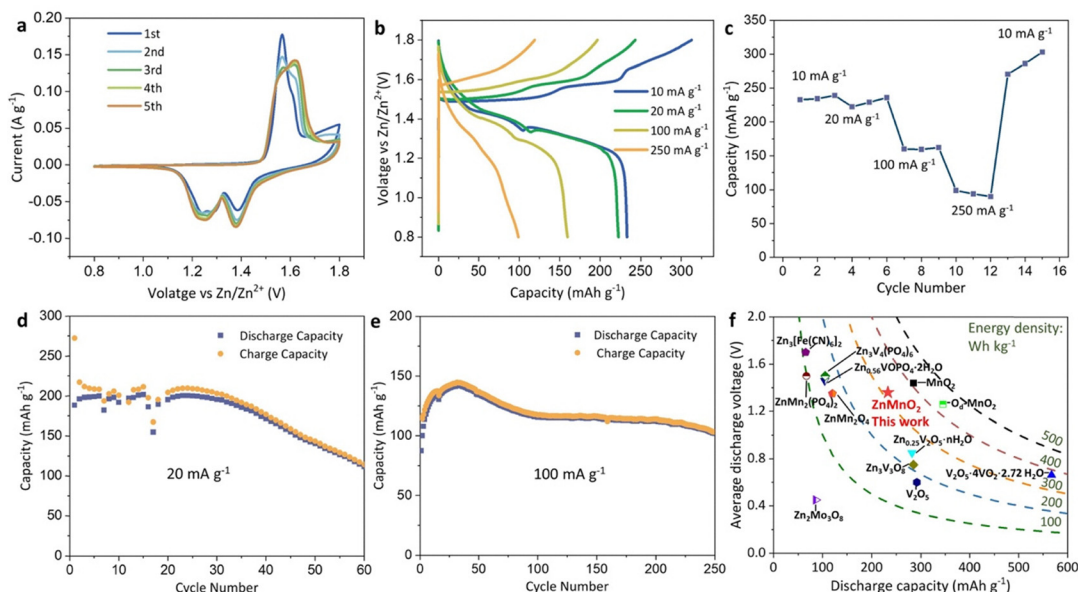 a
1st
2nd
3rd
4th
5th
Current (A g⁻¹)
0.20
0.15
0.10
0.05
0.00
-0.05
-0.10
0.8 1.0 1.2 1.4 1.6 1.8
Volatge vs Zn/Zn²⁺ (V)
b
Volatge vs Zn/Zn²⁺(V)
1.8
1.6
1.4
1.2
1.0
0.8
10 mA g⁻¹
20 mA g⁻¹
100 mA g⁻¹
250 mA g⁻¹
0 50 100 150 200 250 300
Capacity (mAh g⁻¹)
c
Capacity (mAh g⁻¹)
350
300
250
200
150
100
50
0
10 mA g⁻¹
10 mA g⁻¹
20 mA g⁻¹
100 mA g⁻¹
250 mA g⁻¹
0 2 4 6 8 10 12 14 16
Cycle Number
d
Capacity (mAh g⁻¹)
300
250
200
150
100
50
0
Discharge Capacity
Charge Capacity
20 mA g⁻¹
0 10 20 30 40 50 60
Cycle Number
e
Capacity (mAh g⁻¹)
200
150
100
50
0
Discharge Capacity
Charge Capacity
100 mA g⁻¹
0 50 100 150 200 250
Cycle Number
f
Average discharge voltage (V)
2.0
1.6
1.2
0.8
0.4
0.0
Energy density:
Wh kg⁻¹
Zn₃[Fe(CN)₆]₂
Zn₃V₄(PO₄)₆
Zn₀.₅₆VOPO₄·2H₂O
MnO₂
ZnMn₂(PO₄)₂
ZnMn₂O₄
ZnMnO₂
This work
Od-MnO₂
Zn₀.₂₅V₂O₅·nH₂O
Zn₃V₃O₈
V₂O₅·4VO₂·2.72 H₂O
V₂O₅
Zn₂Mo₃O₈
500
400
300
200
100
0 100 200 300 400 500 600
Discharge capacity (mAh g⁻¹)